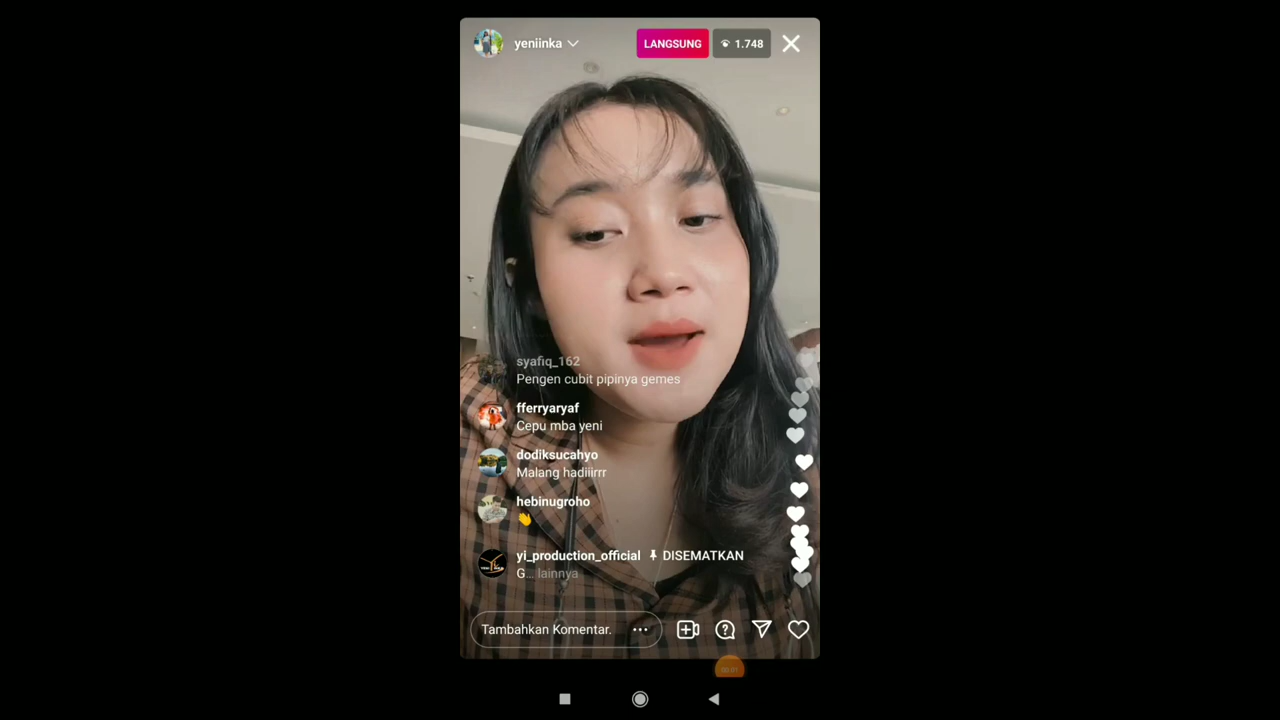 yeniinka
LANGSUNG
1.748
syafiq_162
Pengen cubit pipinya gemes
fferryaryaf
Cepu mba yeni
dodiksucahyo
Malang hadiiirrr
hebinugroho
👏
yi_production_official DISEMATKAN
G... lainnya
Tambahkan Komentar.